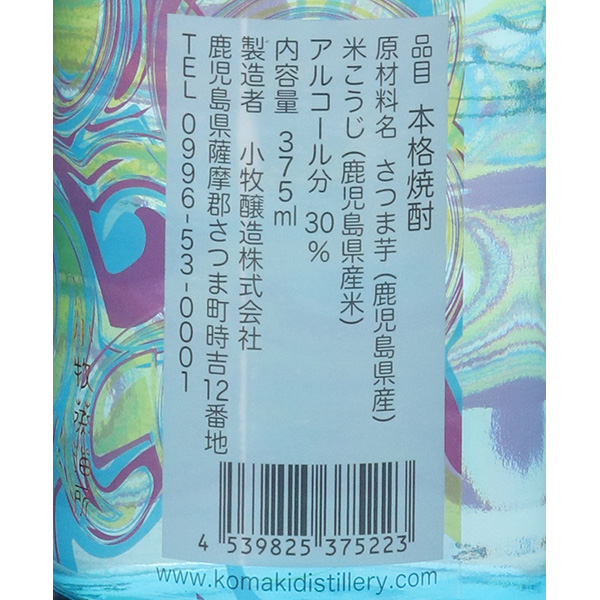 品目 本格焼酎
原材料名 さつま芋(鹿児島県産)
米こうじ(鹿児島県産米)
アルコール分 30%
内容量 375ml
製造者 小牧醸造株式会社
鹿児島県薩摩郡さつま町時吉12番地
TEL 0996-53-0001
4 539825 375223
www.komakidistillery.com